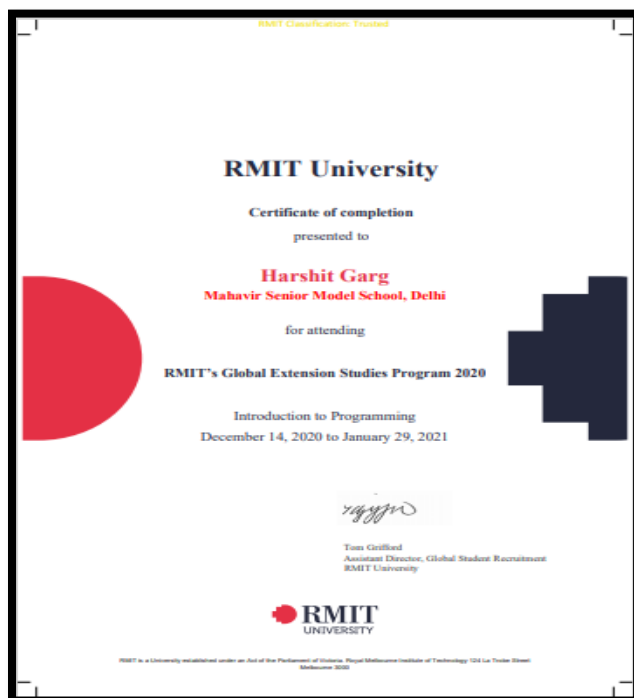 RMIT Classification: Trusted
RMIT University
Certificate of completion
presented to
Harshit Garg
Mahavir Senior Model School, Delhi
for attending
RMIT's Global Extension Studies Program 2020
Introduction to Programming
December 14, 2020 to January 29, 2021
Tom Grifford
Assistant Director, Global Student Recruitment
RMIT University
RMIT
UNIVERSITY
RMIT is a University established under an Act of the Parliament of Victoria. Royal Melbourne Institute of Technology 124 La Trobe Street
Melbourne 3000